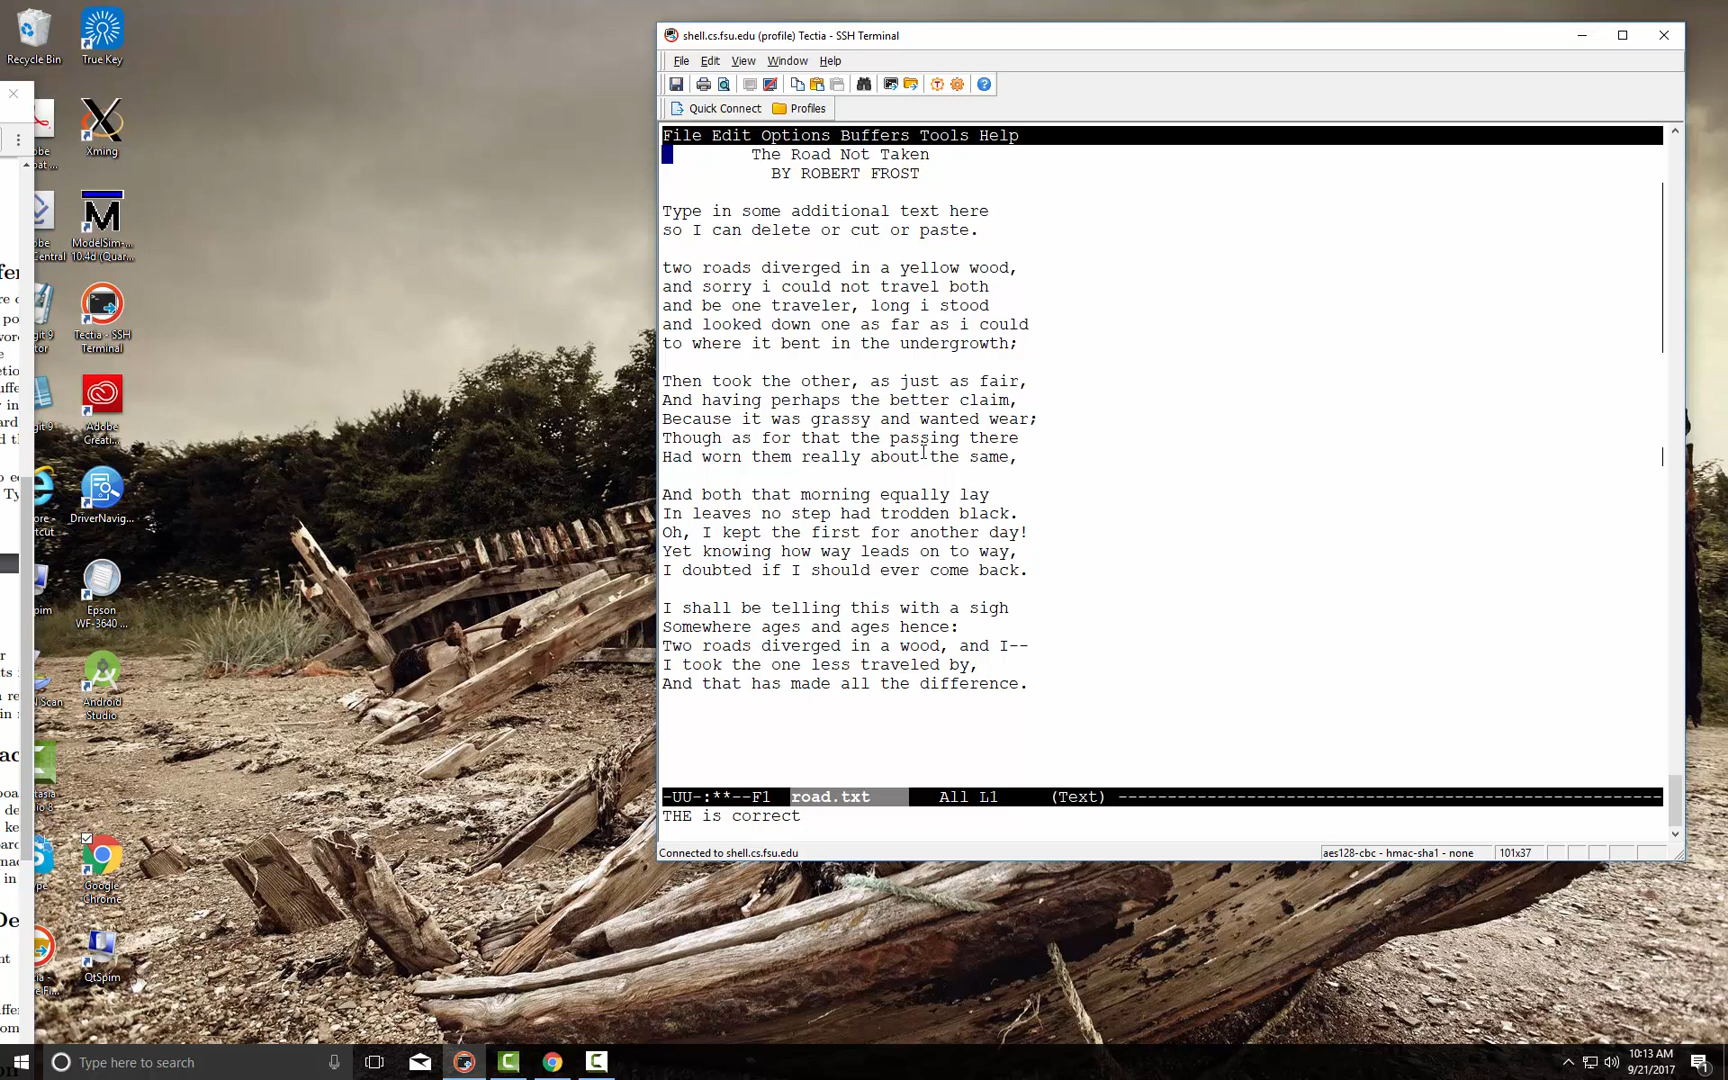 Recycle Bin
True Key
Xming
ModelSim-...
10.4d (Quar...
Tectia - SSH
Terminal
Adobe
Creati...
DriverNavig...
Epson
WF-3640 ...
Android
Studio
Google
Chrome
QtSpim
shell.cs.fsu.edu (profile) Tectia - SSH Terminal
File Edit View Window Help
Quick Connect Profiles
File Edit Options Buffers Tools Help
The Road Not Taken
BY ROBERT FROST
Type in some additional text here
so I can delete or cut or paste.
two roads diverged in a yellow wood,
and sorry i could not travel both
and be one traveler, long i stood
and looked down one as far as i could
to where it bent in the undergrowth;
Then took the other, as just as fair,
And having perhaps the better claim,
Because it was grassy and wanted wear;
Though as for that the passing there
Had worn them really about the same,
And both that morning equally lay
In leaves no step had trodden black.
Oh, I kept the first for another day!
Yet knowing how way leads on to way,
I doubted if I should ever come back.
I shall be telling this with a sigh
Somewhere ages and ages hence:
Two roads diverged in a wood, and I--
I took the one less traveled by,
And that has made all the difference.
-UU-:**--F1 road.txt All L1 (Text) --------------------------------------------------------
THE is correct
Connected to shell.cs.fsu.edu
aes128-cbc - hmac-sha1 - none 101x37
Type here to search
10:13 AM
9/21/2017